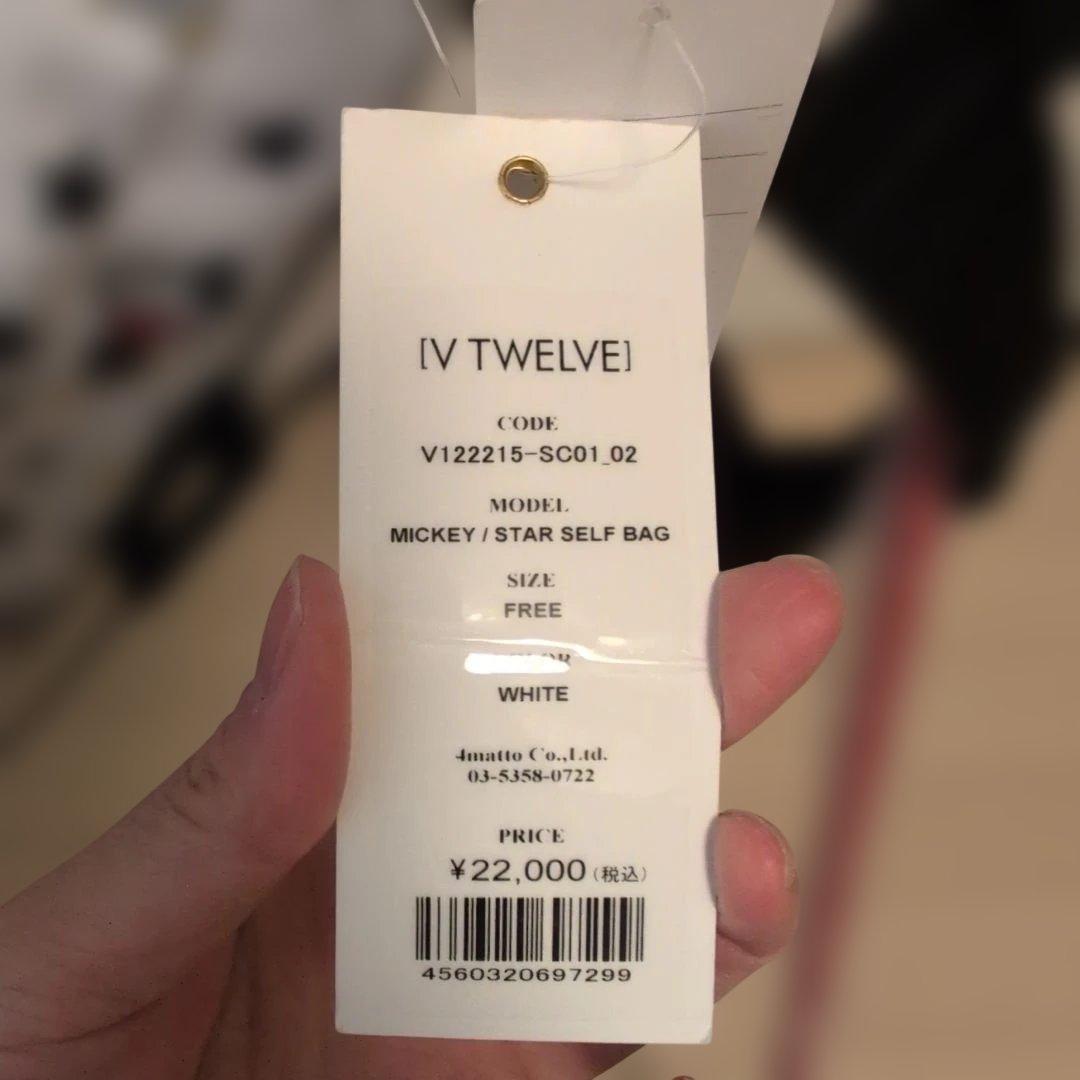 [V TWELVE]
CODE
V122215-SC01_02
MODEL
MICKEY / STAR SELF BAG
SIZE
FREE
WHITE
4matto Co.,Ltd.
03-5358-0722
PRICE
¥22,000(税込)
4560320697299